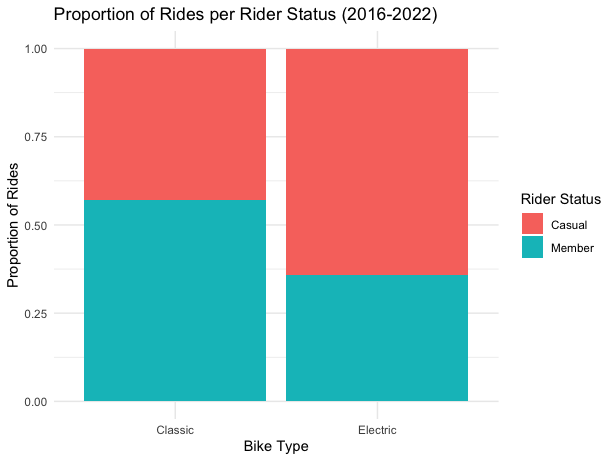 Proportion of Rides per Rider Status (2016-2022)
1.00
0.75
0.50
0.25
0.00
Proportion of Rides
Classic
Electric
Bike Type
Rider Status
Casual
Member